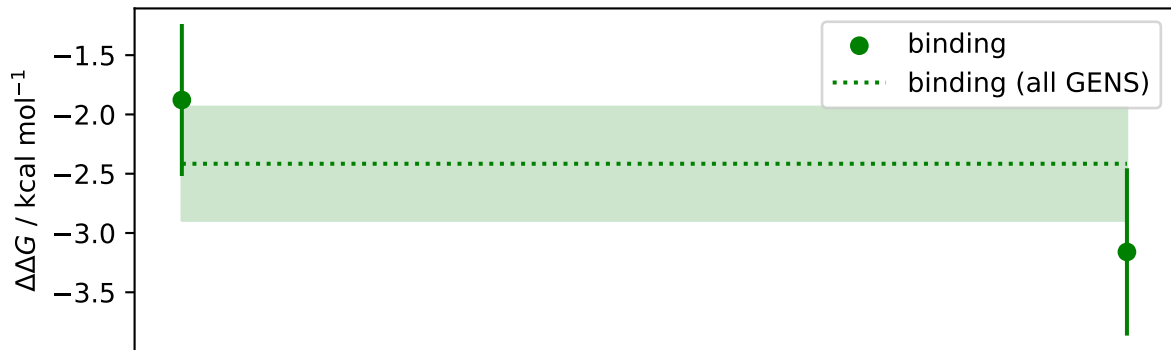 ΔΔG / kcal mol⁻¹
−1.5
−2.0
−2.5
−3.0
−3.5
binding
binding (all GENS)